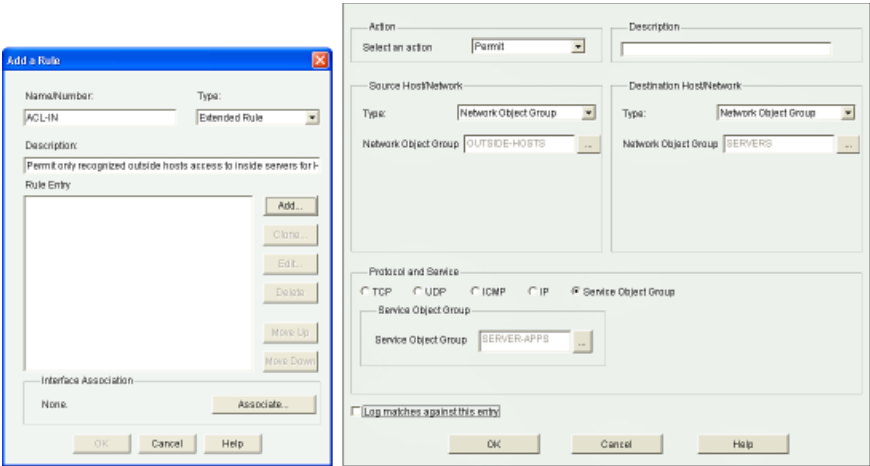 Add a Rule
Name/Number:
Type:
ACL-IN
Extended Rule
Description:
Permit only recognized outside hosts access to inside servers for H
Rule Entry
Add...
Clone...
Edit...
Delete
Move Up
Move Down
Interface Association
None.
Associate...
OK
Cancel
Help
Action
Select an action
Permit
Description
Source Host/Network
Type:
Network Object Group
Network Object Group
OUTSIDE-HOSTS
...
Destination Host/Network
Type:
Network Object Group
Network Object Group
SERVERS
...
Protocol and Service
TCP
UDP
ICMP
IP
Service Object Group
Service Object Group
Service Object Group
SERVER-APPS
...
Log matches against this entry
OK
Cancel
Help